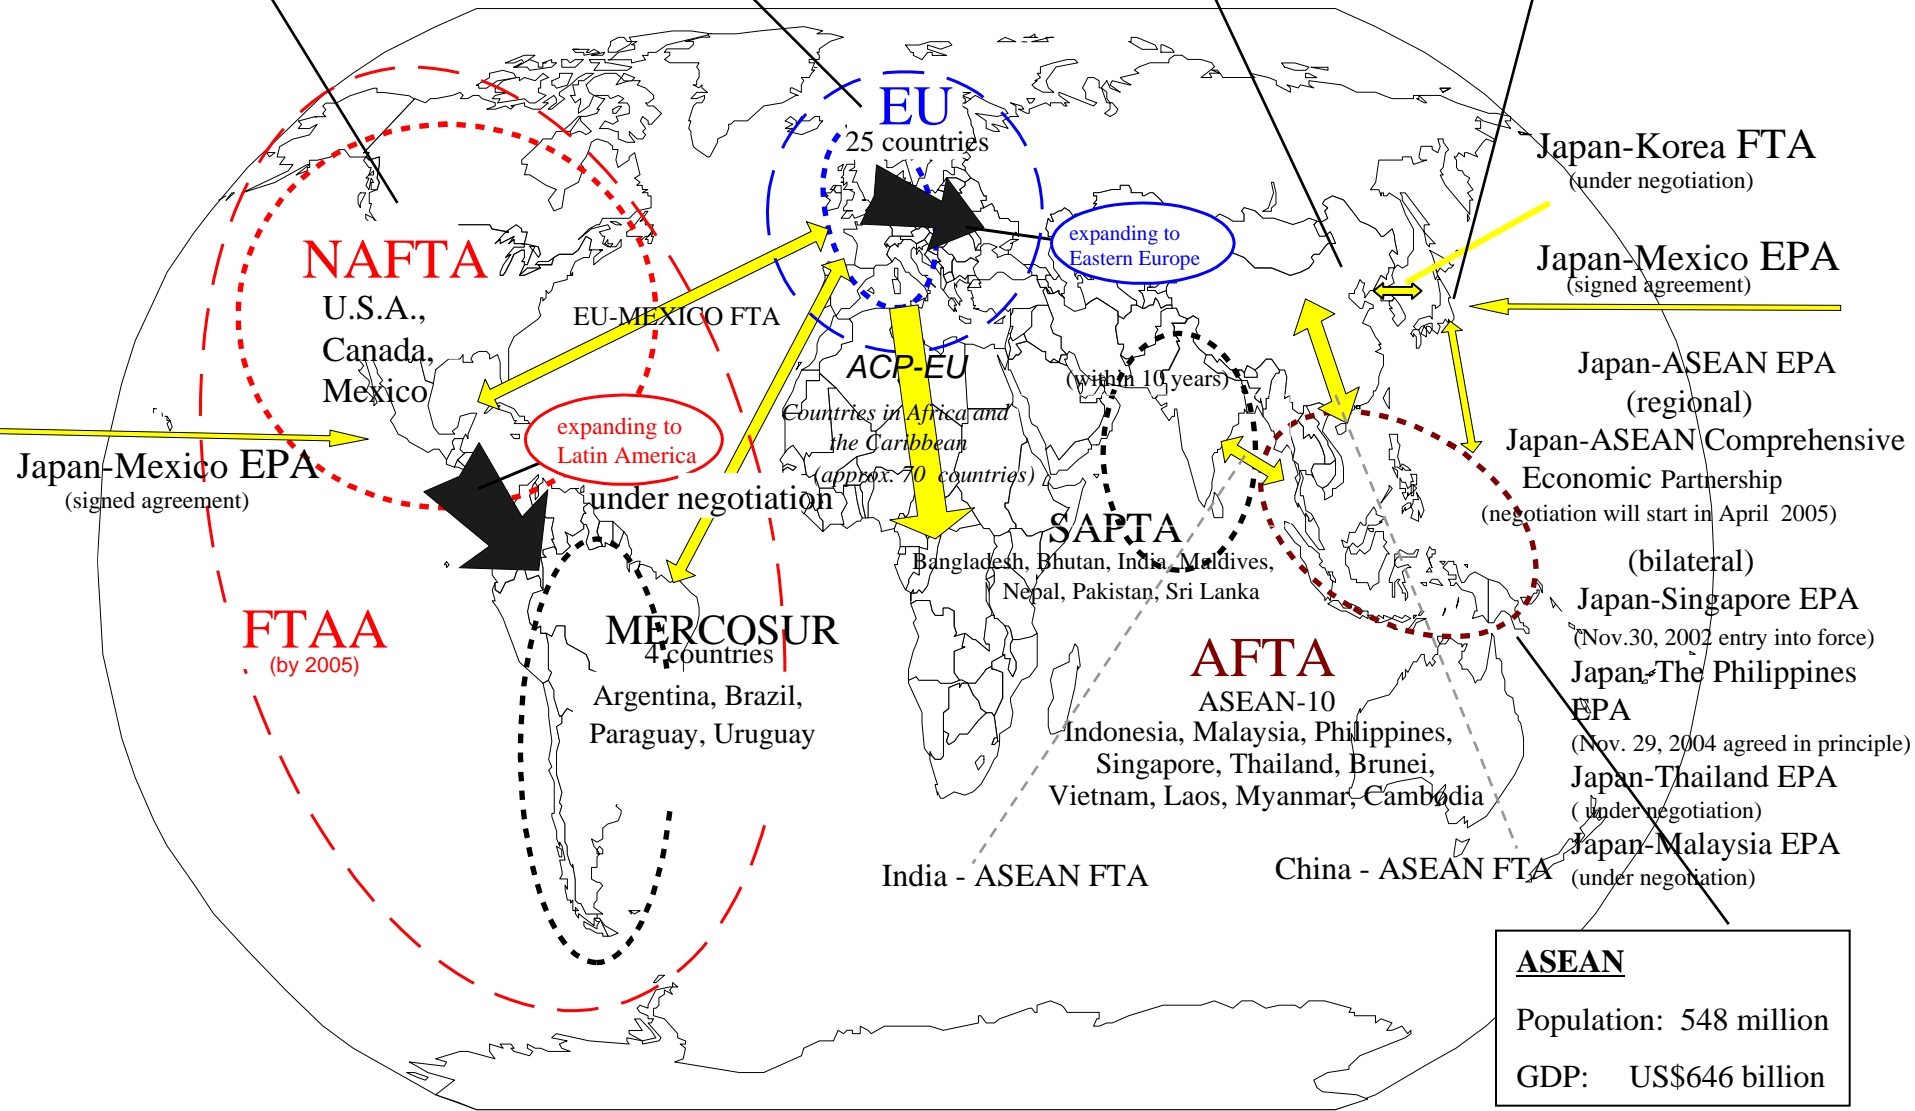 EU
25 countries
expanding to
Eastern Europe
NAFTA
U.S.A.,
Canada,
Mexico
EU-MEXICO FTA
expanding to
Latin America
Japan-Mexico EPA
(signed agreement)
under negotiation
ACP-EU
Countries in Africa and
the Caribbean
(approx. 70 countries)
(within 10 years)
SAPTA
Bangladesh, Bhutan, India, Maldives,
Nepal, Pakistan, Sri Lanka
FTAA
(by 2005)
MERCOSUR
4 countries
Argentina, Brazil,
Paraguay, Uruguay
AFTA
ASEAN-10
Indonesia, Malaysia, Philippines,
Singapore, Thailand, Brunei,
Vietnam, Laos, Myanmar, Cambodia
India - ASEAN FTA
China - ASEAN FTA
Japan-Korea FTA
(under negotiation)
Japan-Mexico EPA
(signed agreement)
Japan-ASEAN EPA
(regional)
Japan-ASEAN Comprehensive
Economic Partnership
(negotiation will start in April 2005)
(bilateral)
Japan-Singapore EPA
(Nov.30, 2002 entry into force)
Japan-The Philippines
EPA
(Nov. 29, 2004 agreed in principle)
Japan-Thailand EPA
( under negotiation)
Japan-Malaysia EPA
(under negotiation)
ASEAN
Population: 548 million
GDP: US$646 billion